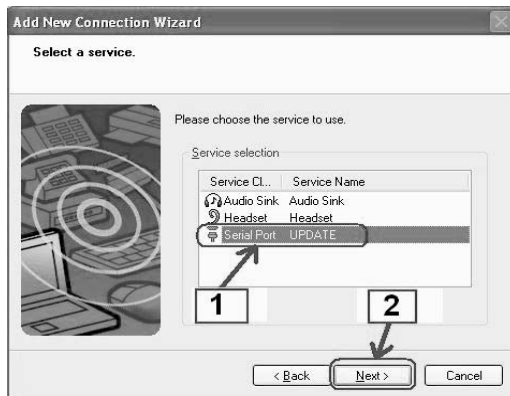 Add New Connection Wizard
Select a service.
Please choose the service to use.
Service selection
Service Cl... Service Name
Audio Sink Audio Sink
Headset Headset
Serial Port UPDATE
1
2
< Back Next > Cancel